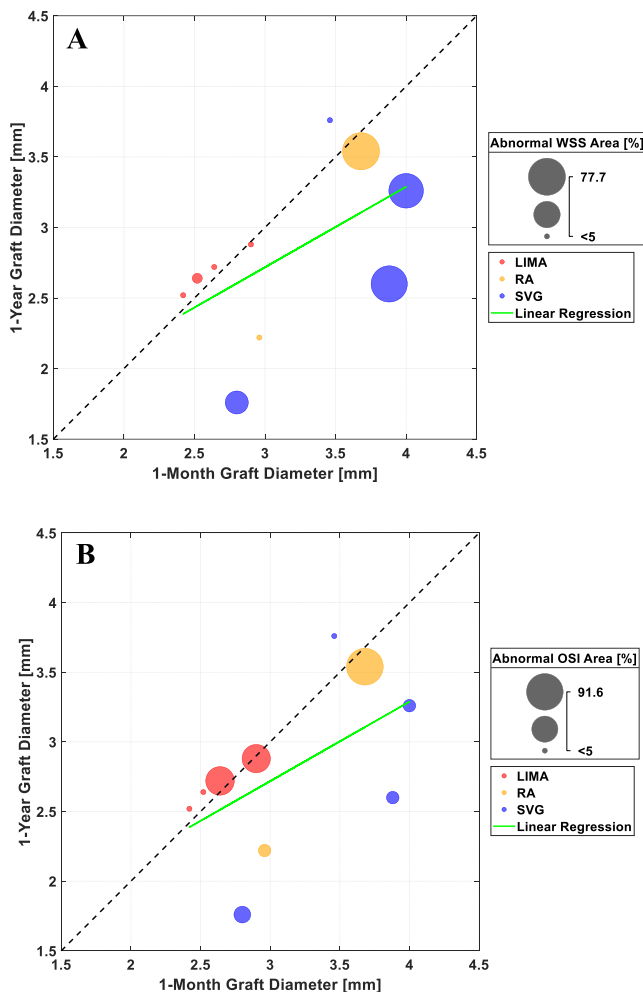 A
4.5
4
3.5
3
2.5
2
1.5
1-Year Graft Diameter [mm]
1.5 2 2.5 3 3.5 4 4.5
1-Month Graft Diameter [mm]
Abnormal WSS Area [%]
77.7
<5
LIMA
RA
SVG
Linear Regression
B
4.5
4
3.5
3
2.5
2
1.5
1-Year Graft Diameter [mm]
1.5 2 2.5 3 3.5 4 4.5
1-Month Graft Diameter [mm]
Abnormal OSI Area [%]
91.6
<5
LIMA
RA
SVG
Linear Regression